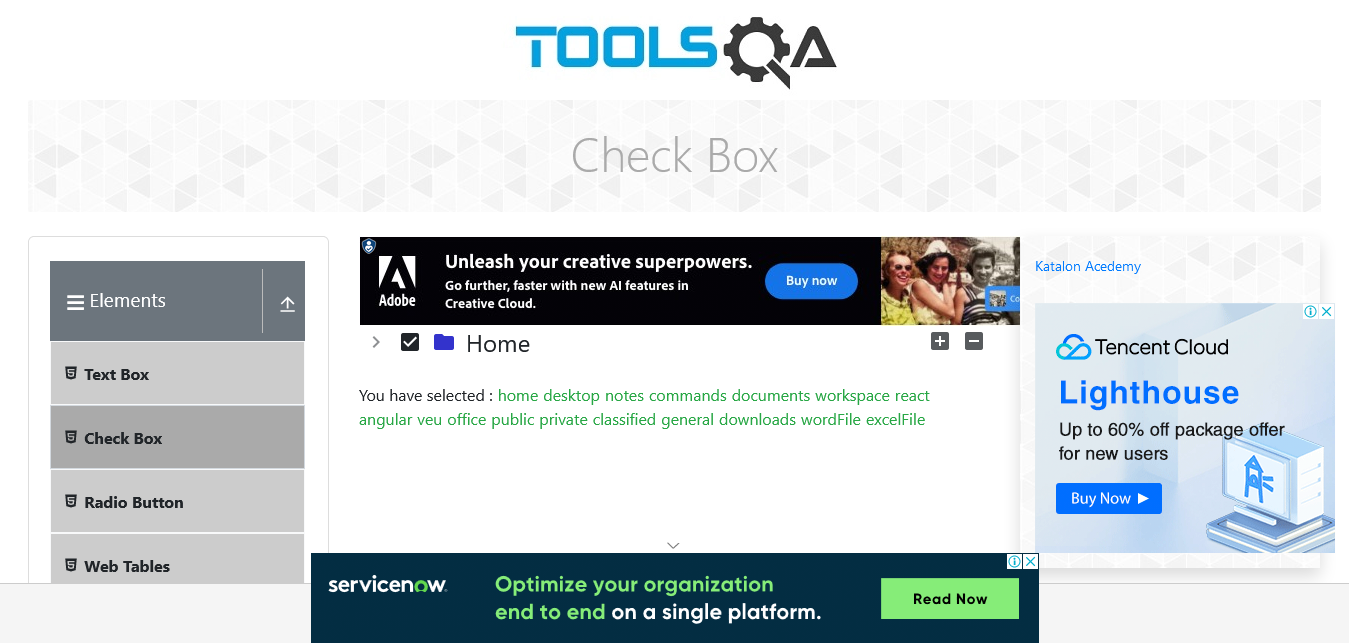 TOOLSQA
Check Box
Elements
Text Box
Check Box
Radio Button
Web Tables
Adobe
Unleash your creative superpowers.
Go further, faster with new AI features in
Creative Cloud.
Buy now
Co
Home
You have selected : home desktop notes commands documents workspace react
angular veu office public private classified general downloads wordFile excelFile
Katalon Acedemy
Tencent Cloud
Lighthouse
Up to 60% off package offer
for new users
Buy Now
servicenow.
Optimize your organization
end to end on a single platform.
Read Now